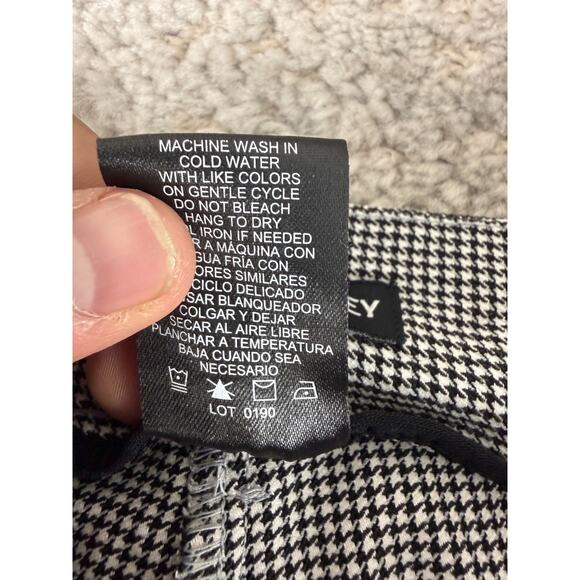 MACHINE WASH IN
COLD WATER
WITH LIKE COLORS
ON GENTLE CYCLE
DO NOT BLEACH
HANG TO DRY
IRON IF NEEDED
A MÁQUINA CON
FRÍA CON
SIMILARES
CICLO DELICADO
BLANQUEADOR
COLGAR Y DEJAR
SECAR AL AIRE LIBRE
PLANCHAR A TEMPERATURA
BAJA CUANDO SEA
NECESARIO
LOT 0190
EY